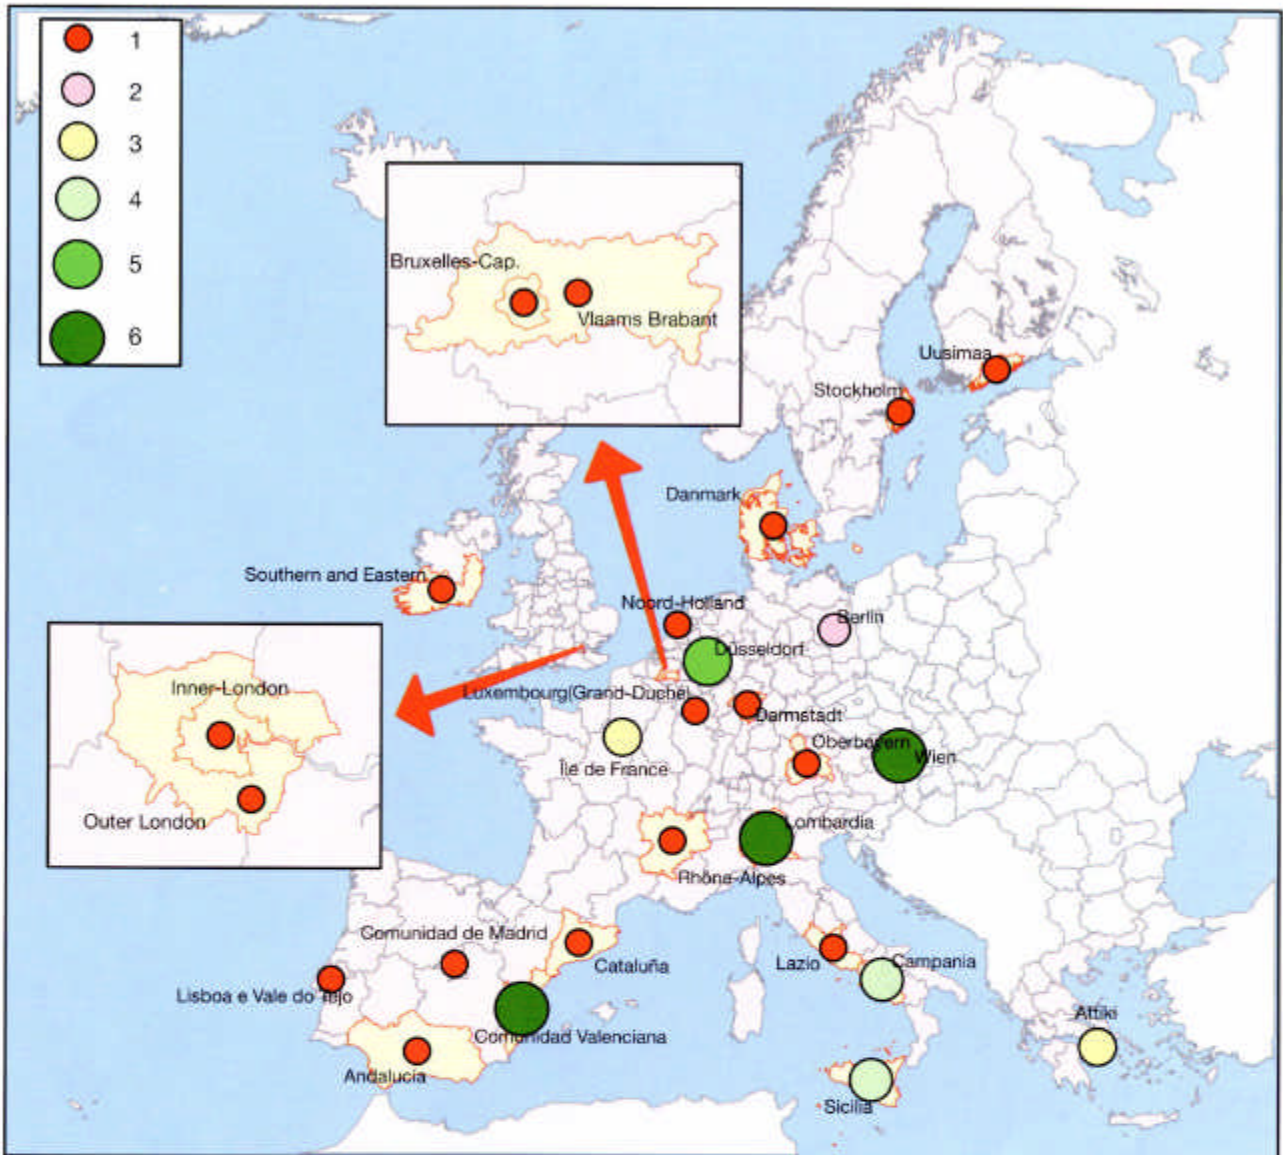 1
2
3
4
5
6
Bruxelles-Cap.
Vlaams Brabant
Uusimaa
Stockholm
Danmark
Southern and Eastern
Noord-Holland
Berlin
Düsseldorf
Inner-London
Luxembourg(Grand-Duché)
Darmstadt
Oberbayern
Wien
Île de France
Outer London
Lombardia
Rhône-Alpes
Comunidad de Madrid
Cataluña
Lazio
Campania
Lisboa e Vale do Tejo
Attiki
Comunidad Valenciana
Andalucia
Sicilia